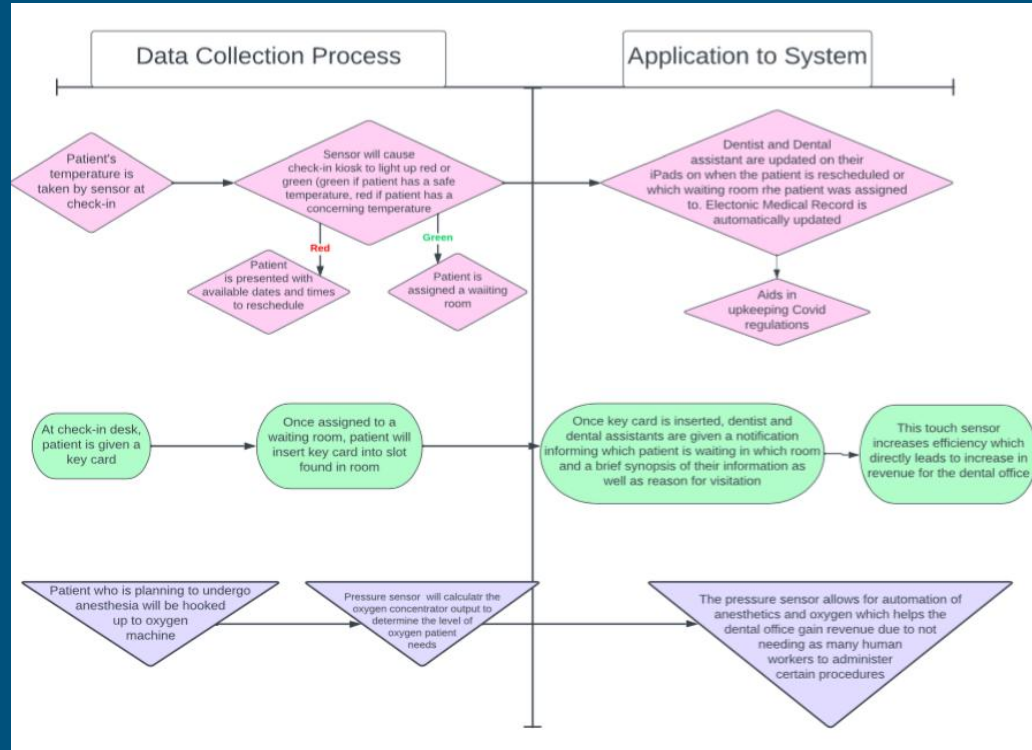 Data Collection Process
Application to System
Patient's
temperature is
taken by sensor at
check-in
Sensor will cause
check-in kiosk to light up red or
green (green if patient has a safe
temperature, red if patient has a
concerning temperature
Red
Green
Patient
is presented with
available dates and times
to reschedule
Patient is
assigned a waiiting
room
Dentist and Dental
assistant are updated on their
iPads on when the patient is rescheduled or
which waiting room rhe patient was assigned
to. Electonic Medical Record is
automatically updated
Aids in
upkeeping Covid
regulations
At check-in desk,
patient is given a
key card
Once assigned to a
waiting room, patient will
insert key card into slot
found in room
Once key card is inserted, dentist and
dental assistants are given a notification
informing which patient is waiting in which room
and a brief synopsis of their information as
well as reason for visitation
This touch sensor
increases efficiency which
directly leads to increase in
revenue for the dental office
Patient who is planning to undergo
anesthesia will be hooked
up to oxygen
machine
Pressure sensor will calculatr the
oxygen concentrator output to
determine the level of
oxygen patient
needs
The pressure sensor allows for automation of
anesthetics and oxygen which helps the
dental office gain revenue due to not
needing as many human
workers to administer
certain procedures